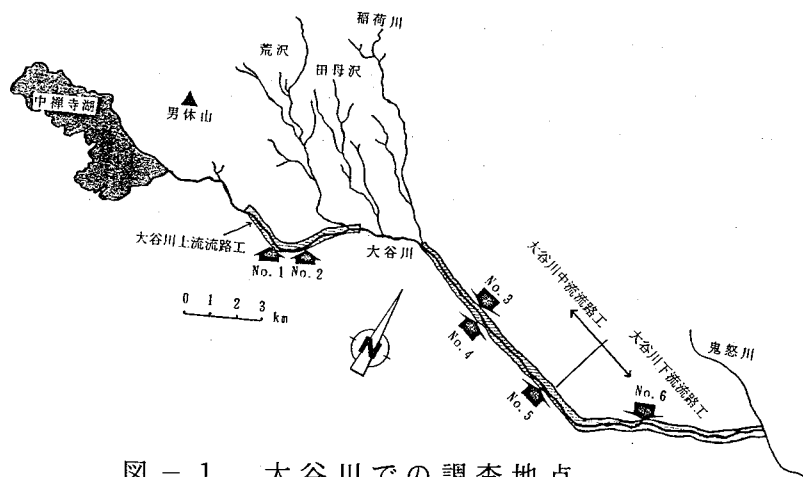 稲荷川
荒沢
田母沢
中禅寺湖
男体山
大谷川上流流路工
No.1
No.2
大谷川
0 1 2 3
km
N
No.3
No.4
No.5
大谷川中流流路工
大谷川下流流路工
No.6
鬼怒川
図－1 大谷川での調査地点